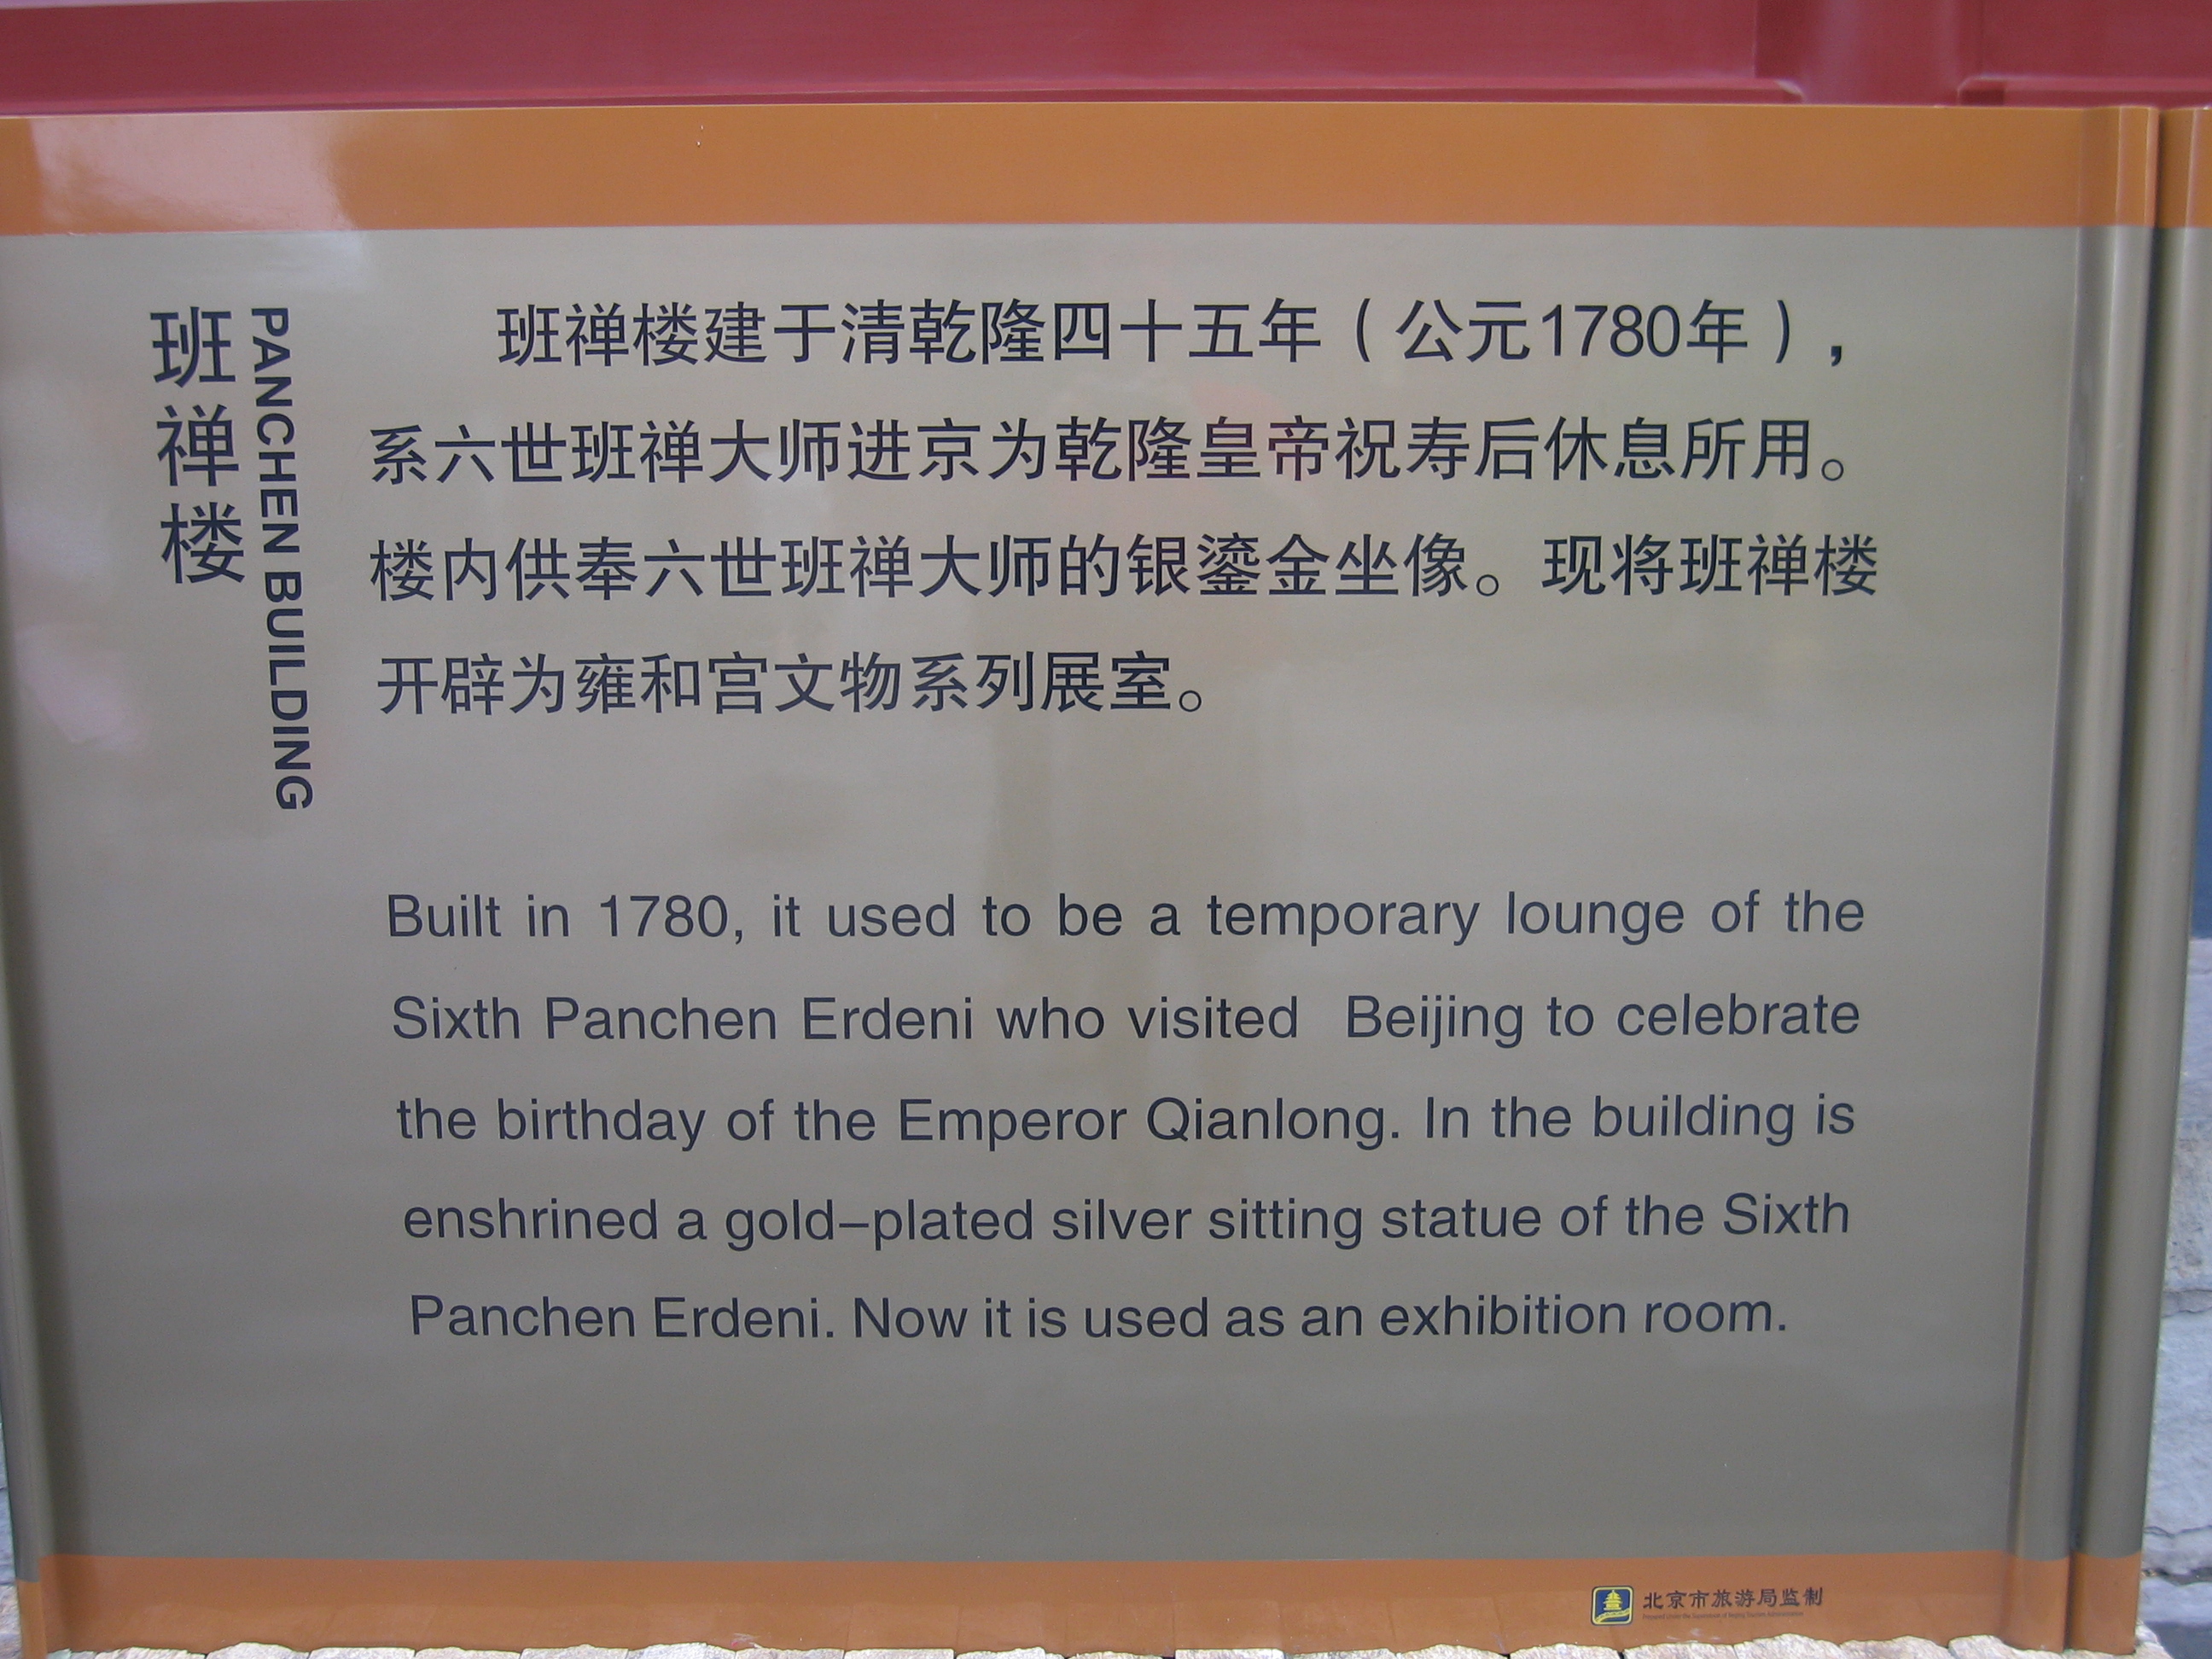 班禅楼
PANCHEN BUILDING
班禅楼建于清乾隆四十五年（公元1780年），
系六世班禅大师进京为乾隆皇帝祝寿后休息所用。
楼内供奉六世班禅大师的银鎏金坐像。现将班禅楼
开辟为雍和宫文物系列展室。
Built in 1780, it used to be a temporary lounge of the
Sixth Panchen Erdeni who visited Beijing to celebrate
the birthday of the Emperor Qianlong. In the building is
enshrined a gold–plated silver sitting statue of the Sixth
Panchen Erdeni. Now it is used as an exhibition room.
北京市旅游局监制